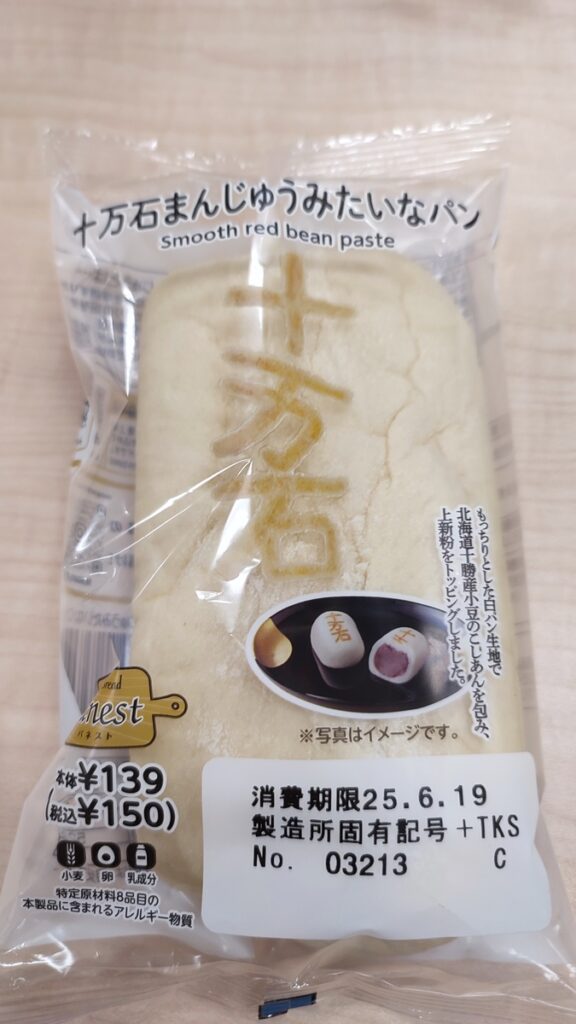 十万石まんじゅうみたいなパン
Smooth red bean paste
十万石
もっちりとした白パン生地で
北海道十勝産小豆のこしあんを包み、
上新粉をトッピングしました。
十万石
十
※写真はイメージです。
nest
パネスト
本体¥139
(税込¥150)
小麦 卵 乳成分
特定原材料8品目の
本製品に含まれるアレルギー物質
消費期限25.6.19
製造所固有記号+TKS
No. 03213 C